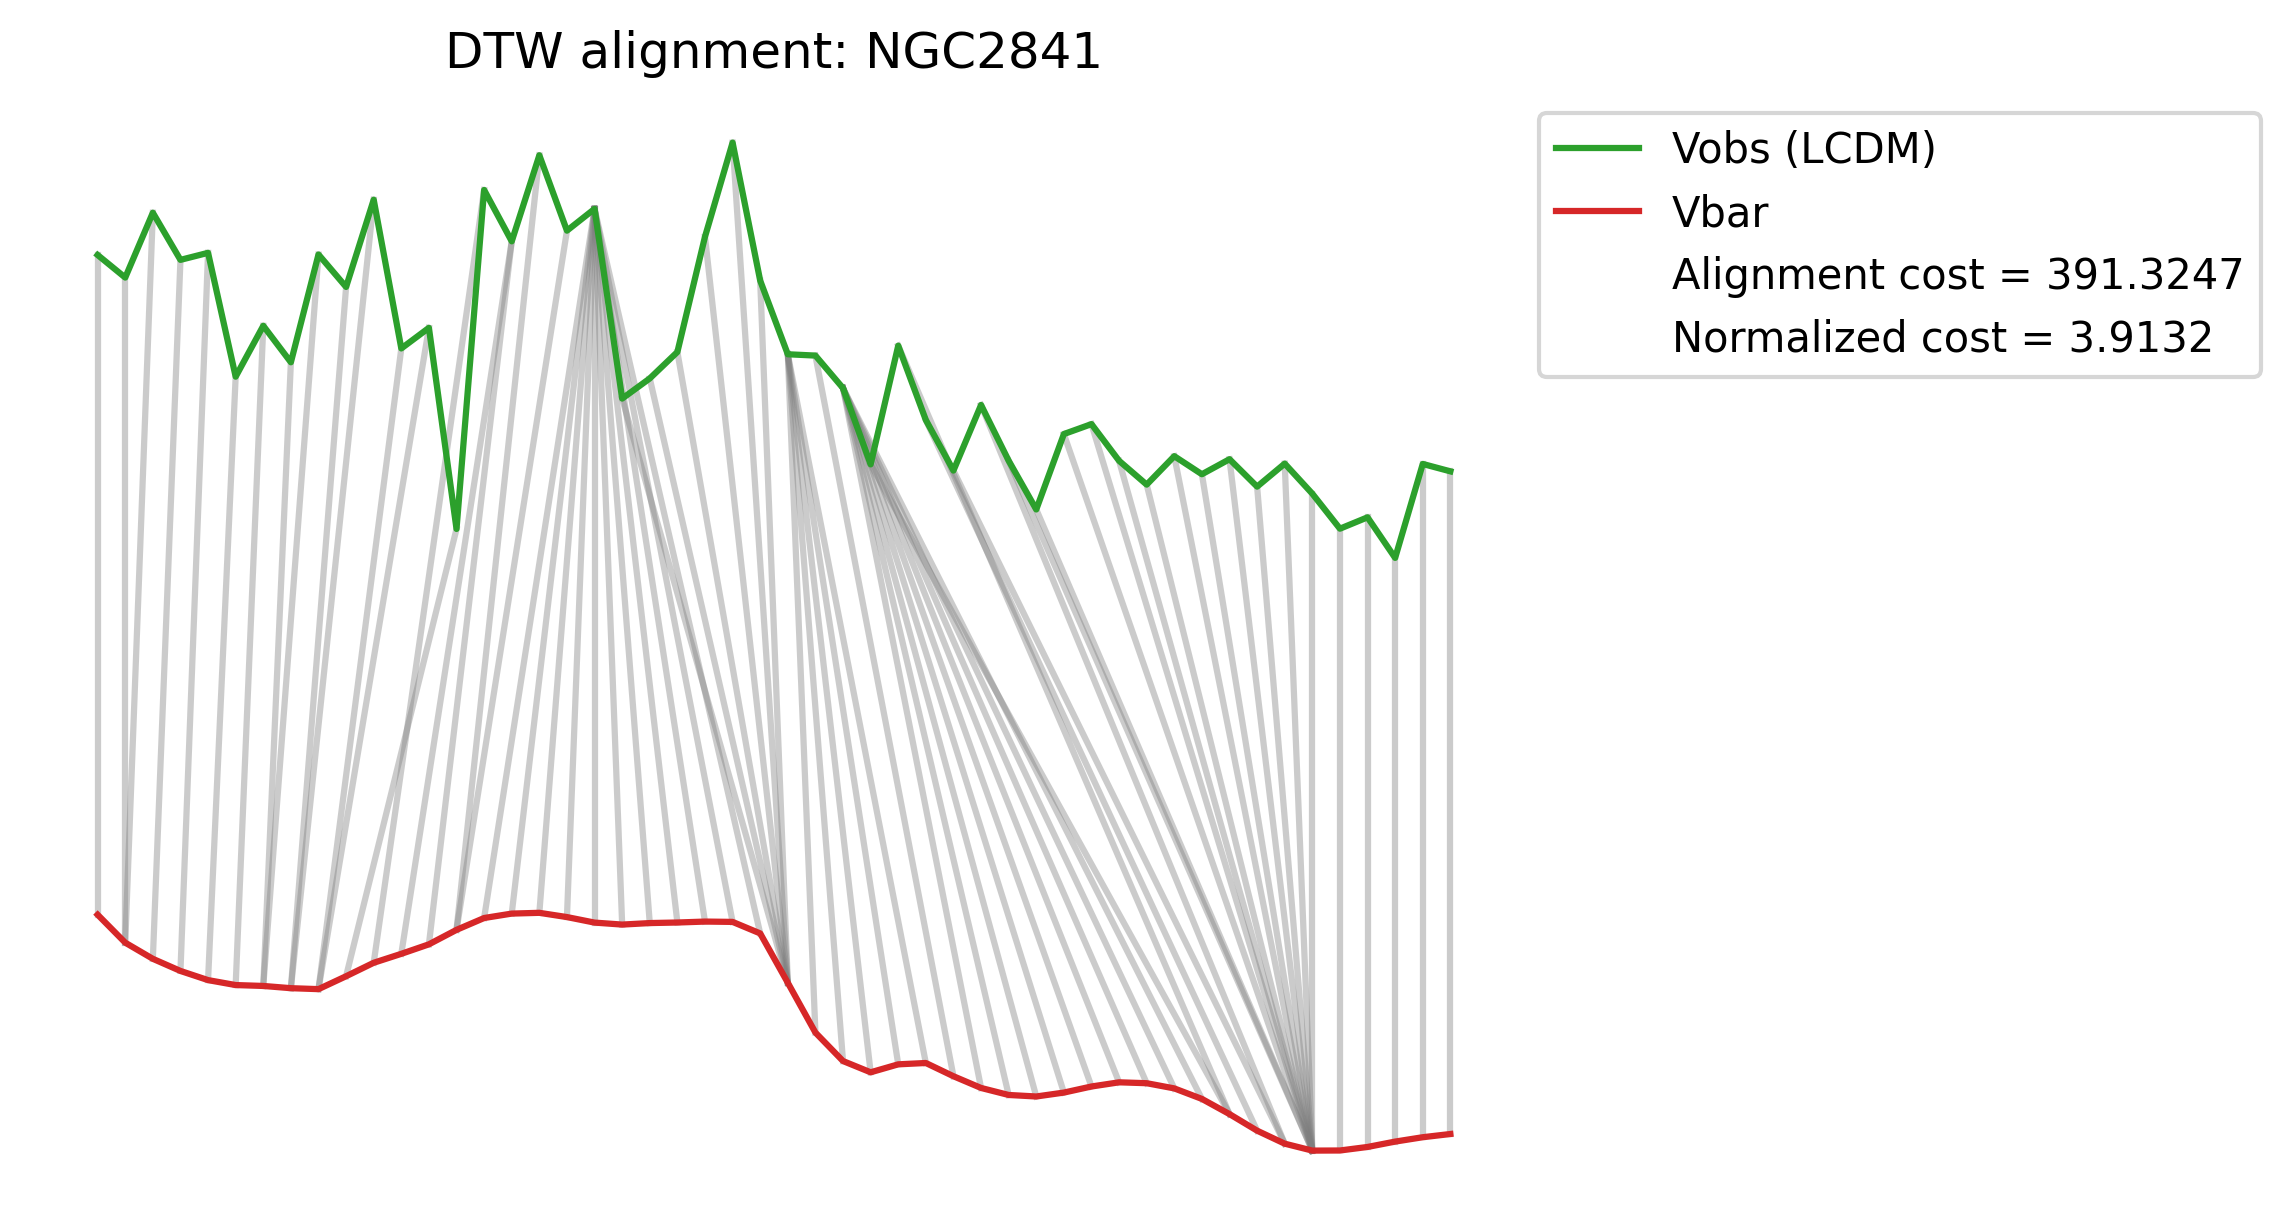 DTW alignment: NGC2841
Vobs (LCDM)
Vbar
Alignment cost = 391.3247
Normalized cost = 3.9132